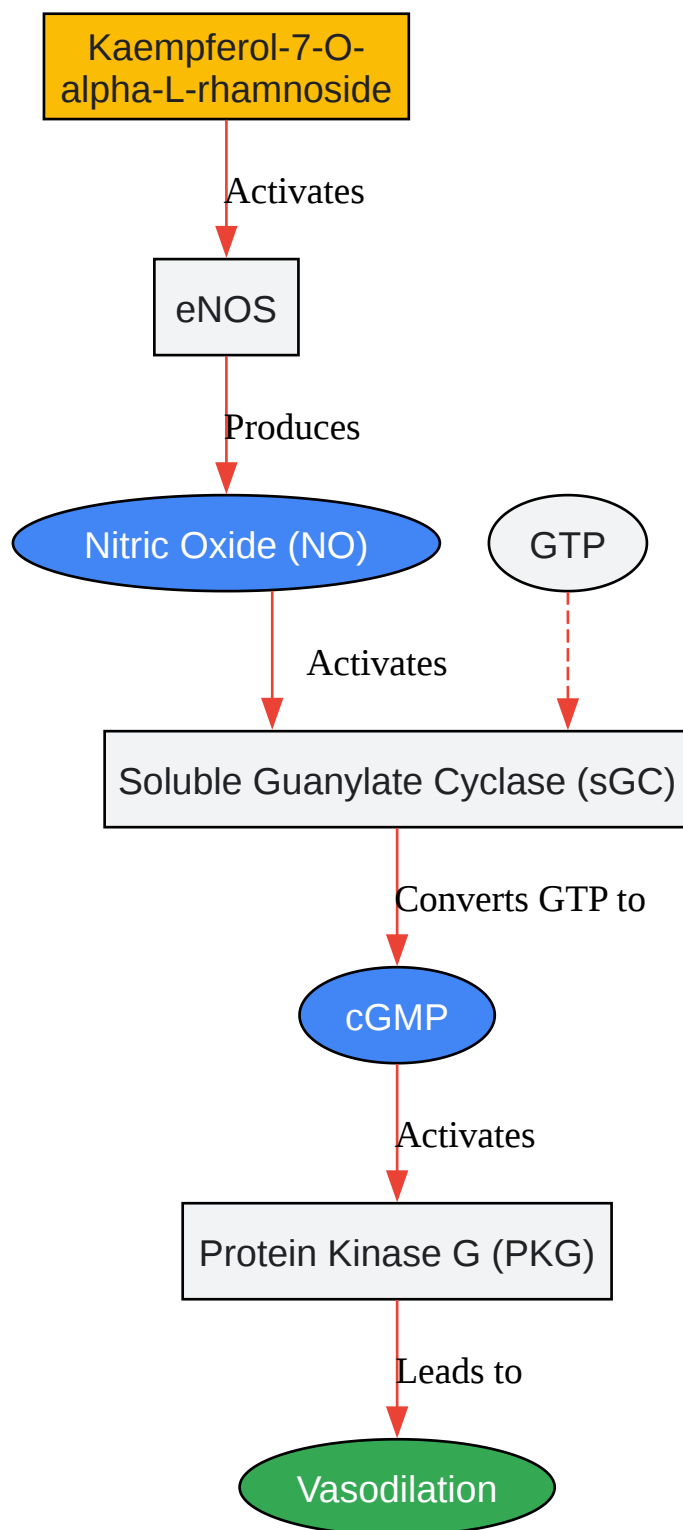 Kaempferol-7-O-
alpha-L-rhamnoside
Activates
eNOS
Produces
Nitric Oxide (NO)
GTP
Activates
Soluble Guanylate Cyclase (sGC)
Converts GTP to
cGMP
Activates
Protein Kinase G (PKG)
Leads to
Vasodilation